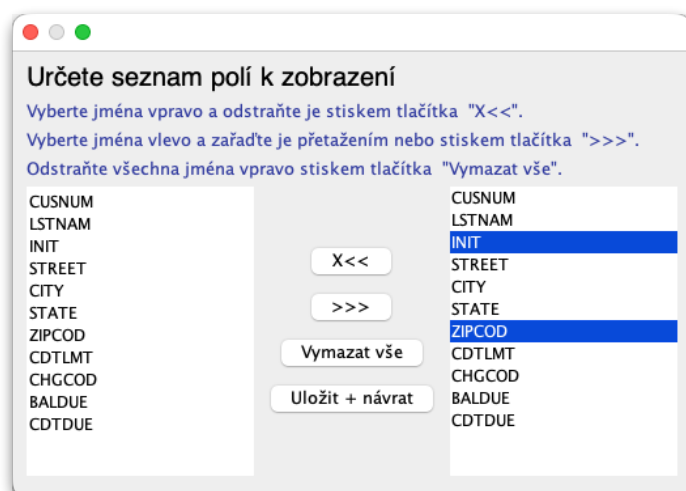 Určete seznam polí k zobrazení
Vyberte jména vpravo a odstraňte je stiskem tlačítka "X<<".
Vyberte jména vlevo a zařaďte je přetažením nebo stiskem tlačítka ">>>".
Odstraňte všechna jména vpravo stiskem tlačítka "Vymazat vše".
CUSNUM
LSTNAM
INIT
STREET
CITY
STATE
ZIPCOD
CDTLMT
CHGCOD
BALDUE
CDTDUE
X<<
>>>
Vymazat vše
Uložit + návrat
CUSNUM
LSTNAM
INIT
STREET
CITY
STATE
ZIPCOD
CDTLMT
CHGCOD
BALDUE
CDTDUE